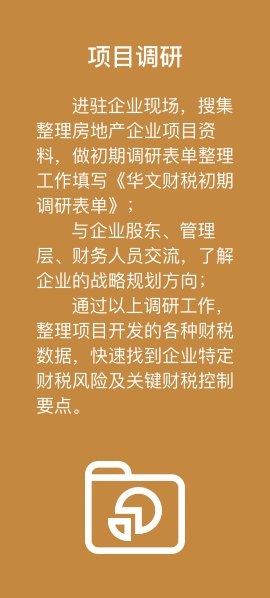 项目调研
进驻企业现场，搜集
整理房地产企业项目资
料，做初期调研表单整理
工作填写《华文财税初期
调研表单》；
与企业股东、管理
层、财务人员交流，了解
企业的战略规划方向；
通过以上调研工作，
整理项目开发的各种财税
数据，快速找到企业特定
财税风险及关键财税控制
要点。